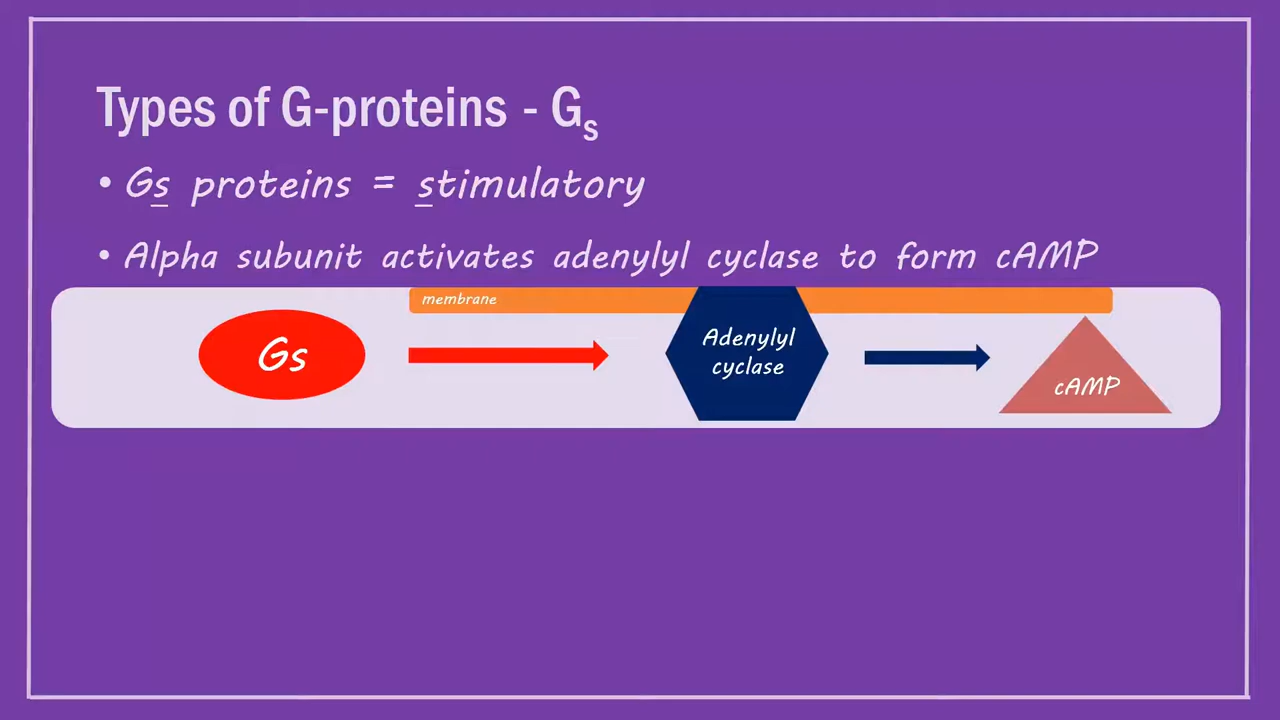 Types of G-proteins - Gs
• Gs proteins = stimulatory
• Alpha subunit activates adenylyl cyclase to form cAMP
membrane
Gs
Adenylyl
cyclase
cAMP